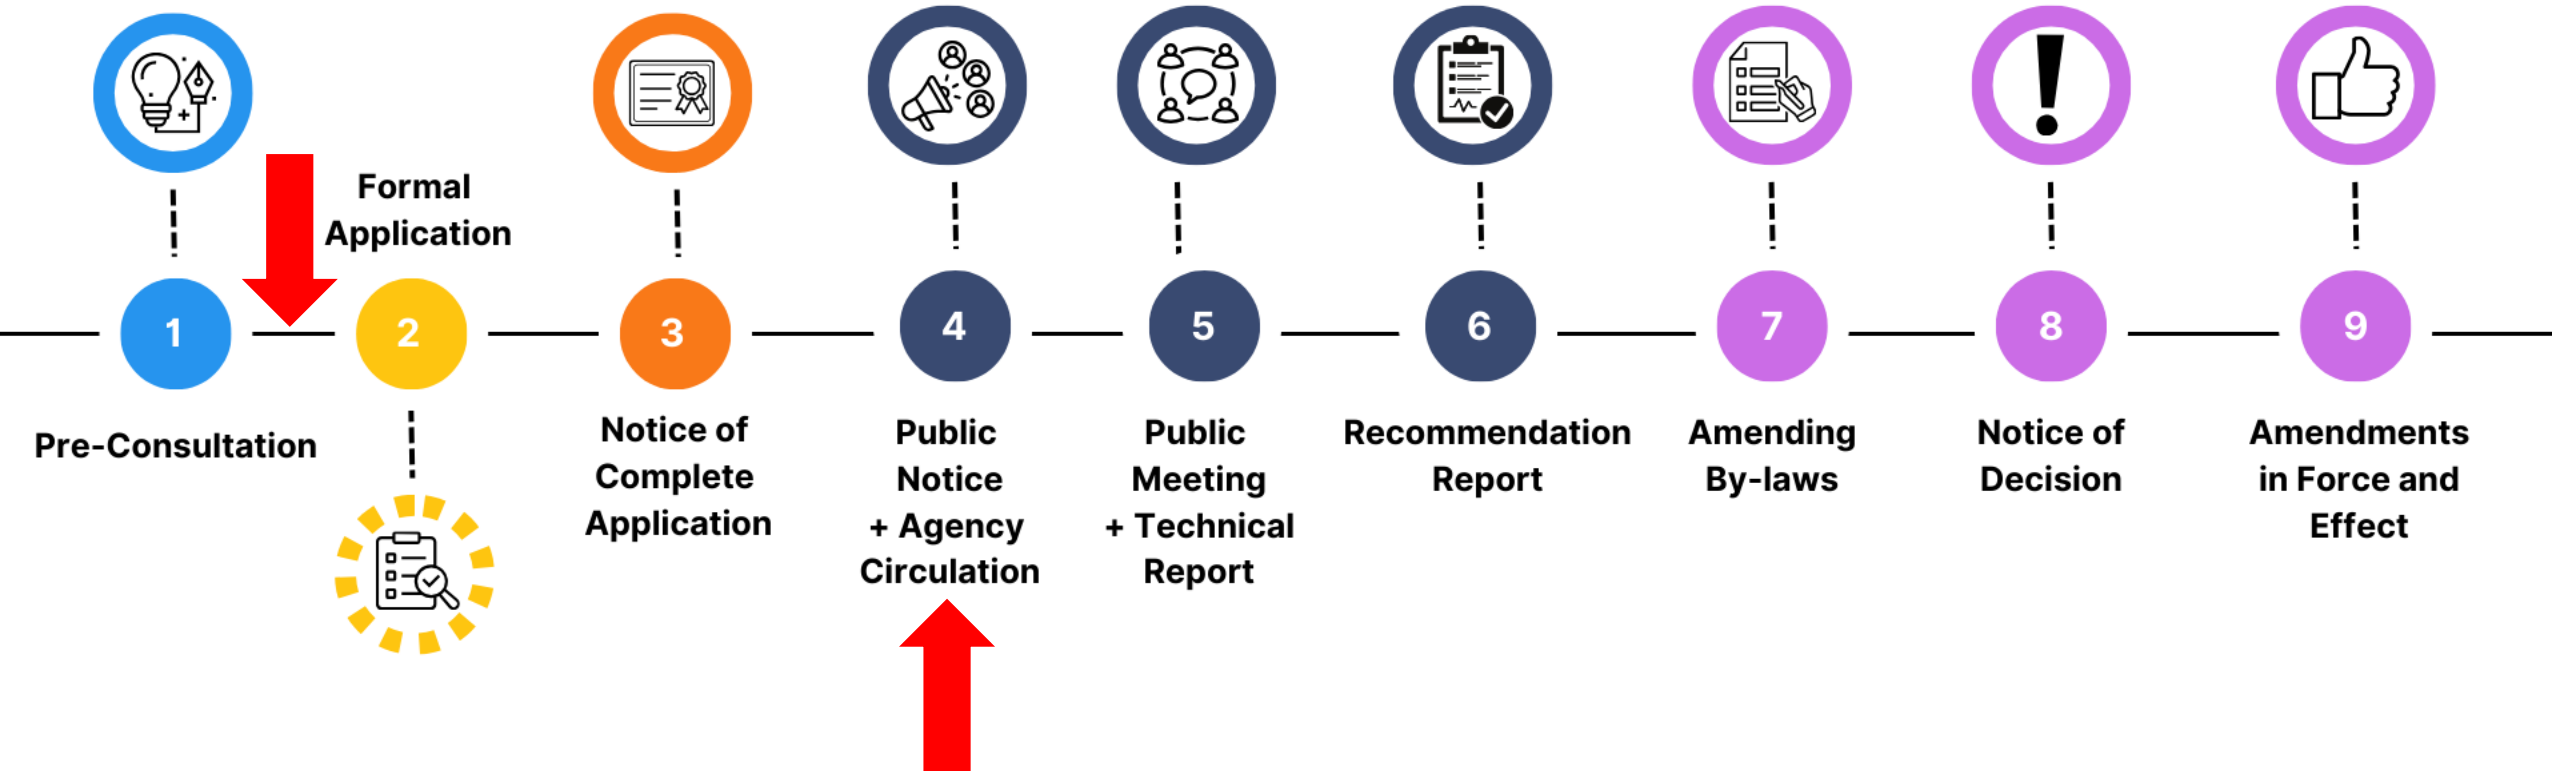 1
Pre-Consultation
Formal
Application
2
3
Notice of
Complete
Application
4
Public
Notice
+ Agency
Circulation
5
Public
Meeting
+ Technical
Report
6
Recommendation
Report
7
Amending
By-laws
8
Notice of
Decision
9
Amendments
in Force and
Effect